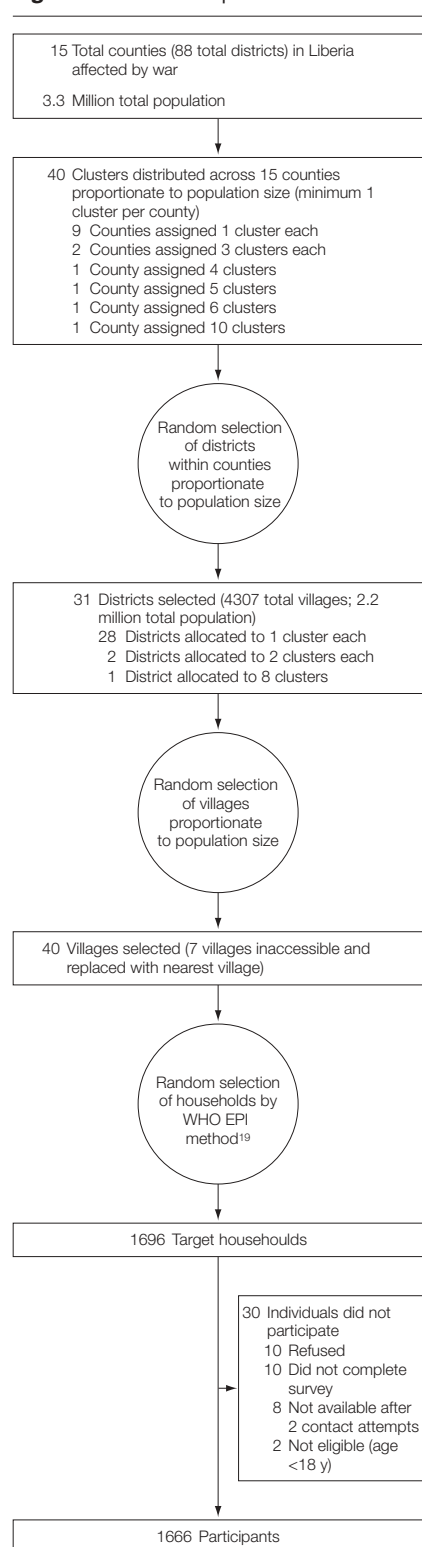 15 Total counties (88 total districts) in Liberia
affected by war
3.3 Million total population
40 Clusters distributed across 15 counties
proportionate to population size (minimum 1
cluster per county)
9 Counties assigned 1 cluster each
2 Counties assigned 3 clusters each
1 County assigned 4 clusters
1 County assigned 5 clusters
1 County assigned 6 clusters
1 County assigned 10 clusters
Random selection
of districts
within counties
proportionate
to population size
31 Districts selected (4307 total villages; 2.2
million total population)
28 Districts allocated to 1 cluster each
2 Districts allocated to 2 clusters each
1 District allocated to 8 clusters
Random selection
of villages
proportionate
to population size
40 Villages selected (7 villages inaccessible and
replaced with nearest village)
Random selection
of households by
WHO EPI
method19
1696 Target househoulds
30 Individuals did not
participate
10 Refused
10 Did not complete
survey
8 Not available after
2 contact attempts
2 Not eligible (age
<18 y)
1666 Participants